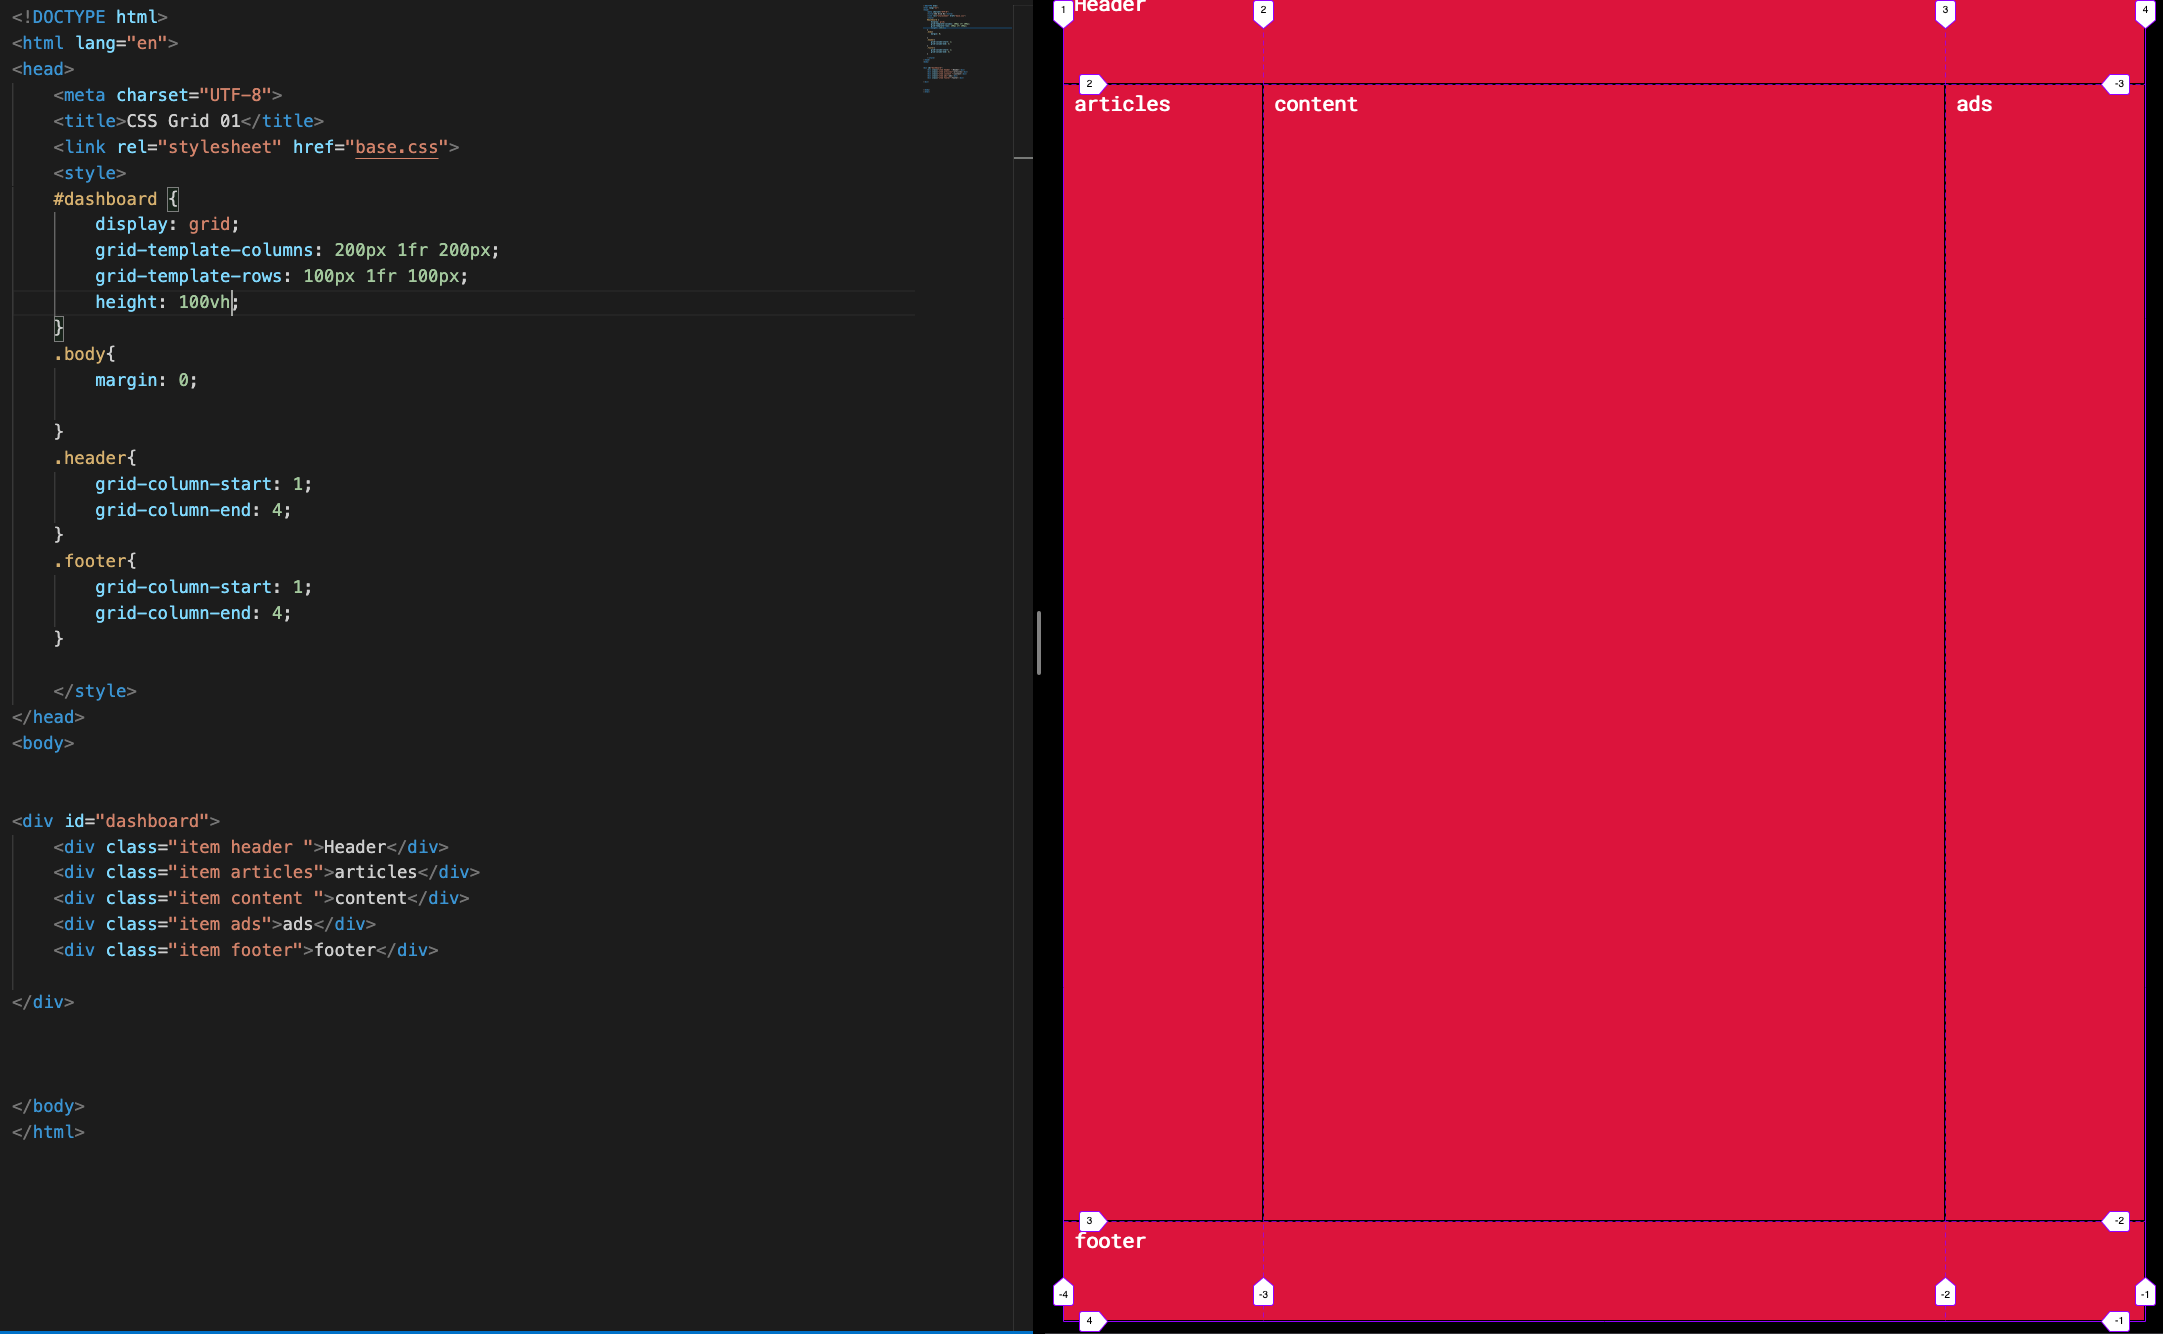 <!DOCTYPE html>
<html lang="en">
<head>
<meta charset="UTF-8">
<title>CSS Grid 01</title>
<link rel="stylesheet" href="base.css">
<style>
#dashboard {
display: grid;
grid-template-columns: 200px 1fr 200px;
grid-template-rows: 100px 1fr 100px;
height: 100vh;
}
.body{
margin: 0;
}
.header{
grid-column-start: 1;
grid-column-end: 4;
}
.footer{
grid-column-start: 1;
grid-column-end: 4;
}
</style>
</head>
<body>
<div id="dashboard">
<div class="item header ">Header</div>
<div class="item articles">articles</div>
<div class="item content ">content</div>
<div class="item ads">ads</div>
<div class="item footer">footer</div>
</div>
</body>
</html>
1 Header 2 3 4
2 -3
articles content ads
3 -2
footer
-4 -3 -2 -1
4 -1